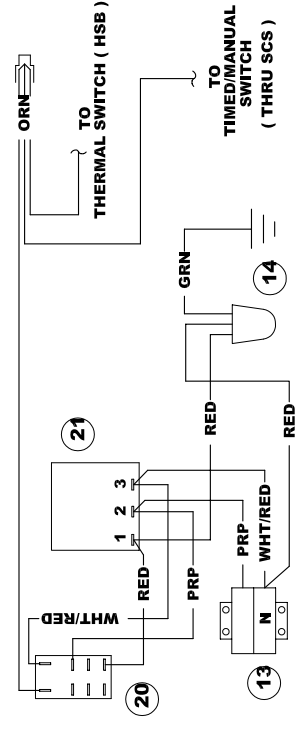 ORN
TO
THERMAL SWITCH ( HSB )
TO
TIMED/MANUAL
SWITCH
( THRU SCS )
GRN
14
21
1 2 3
RED
RED
WHT/RED
RED
PRP
PRP
WHT/RED
20
N
13